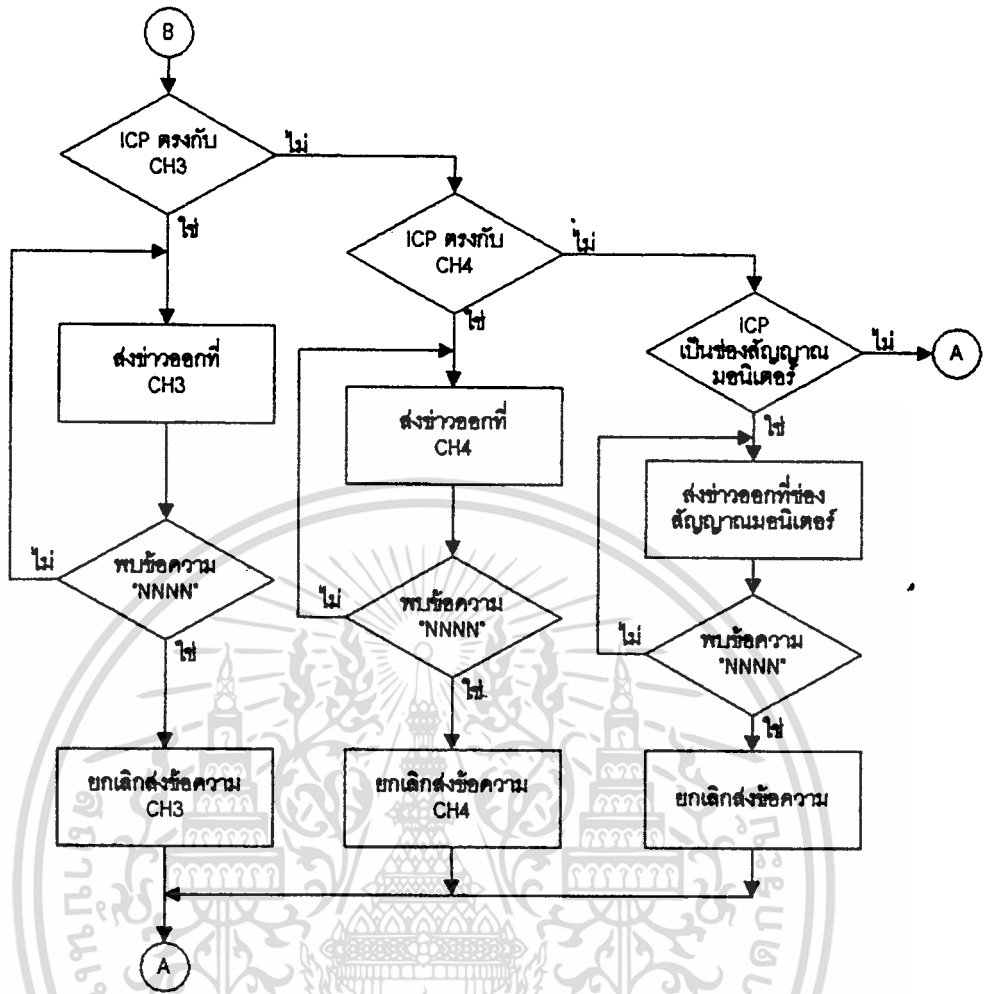 B
ICP ตรงกับ
CH3
ไม่
ใช่
ICP ตรงกับ
CH4
ไม่
ใช่
ICP
เป็นช่องสัญญาณ
มอนิเตอร์
ไม่
A
ใช่
ส่งข่าวออกที่
CH3
ส่งข่าวออกที่
CH4
ส่งข่าวออกที่ช่อง
สัญญาณมอนิเตอร์
พบข้อความ
"NNNN"
ไม่
ใช่
พบข้อความ
"NNNN"
ไม่
ใช่
พบข้อความ
"NNNN"
ไม่
ใช่
ยกเลิกส่งข้อความ
CH3
ยกเลิกส่งข้อความ
CH4
ยกเลิกส่งข้อความ
A